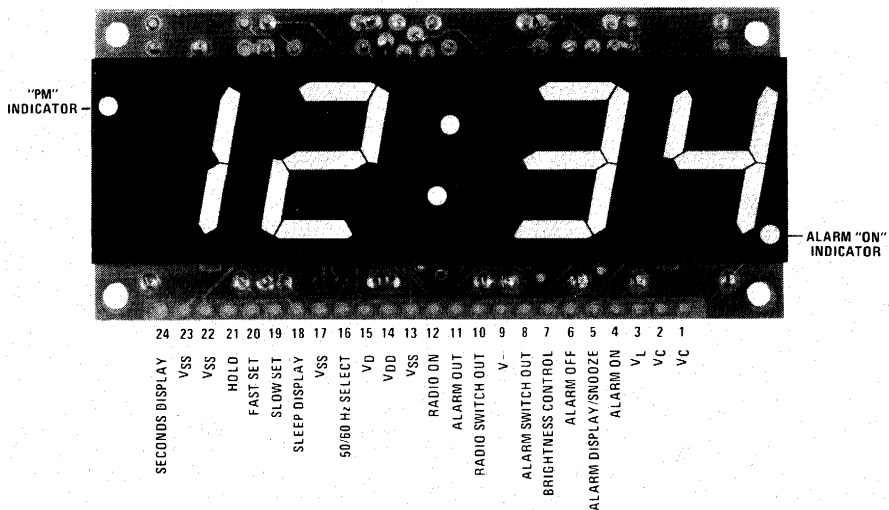 "PM"
INDICATOR
12:34
ALARM "ON"
INDICATOR
24 23 22 21 20 19 18 17 16 15 14 13 12 11 10 9 8 7 6 5 4 3 2 1
SECONDS DISPLAY
VSS
VSS
HOLD
FAST SET
SLOW SET
SLEEP DISPLAY
VSS
50/60 Hz SELECT
VD
VDD
VSS
RADIO ON
ALARM OUT
RADIO SWITCH OUT
V–
ALARM SWITCH OUT
BRIGHTNESS CONTROL
ALARM OFF
ALARM DISPLAY/SNOOZE
ALARM ON
VL
VC
VC